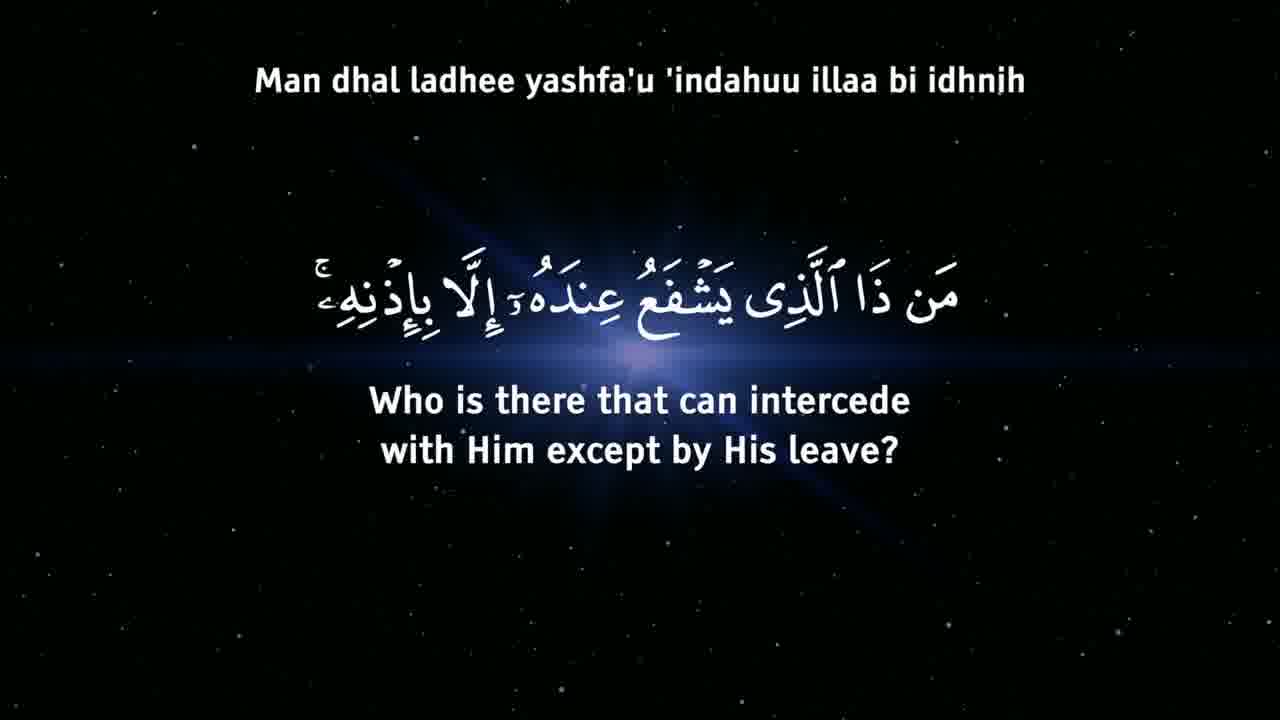 Man dhal ladhee yashfa'u 'indahuu illaa bi idhnih
مَن ذَا ٱلَّذِى يَشْفَعُ عِندَهُۥٓ إِلَّا بِإِذْنِهِۦۚ
Who is there that can intercede
with Him except by His leave?